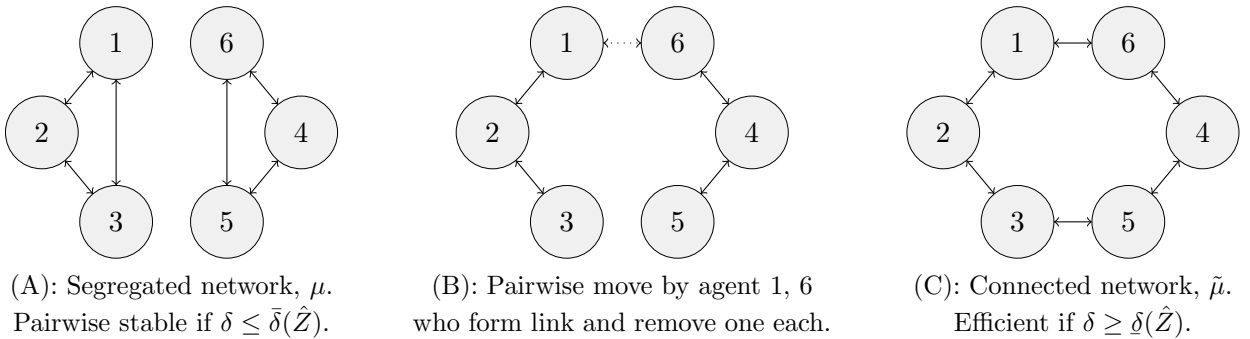 1 6
2 4
3 5
(A): Segregated network, μ.
Pairwise stable if δ ≤ δ̄(Ẑ).
1 6
2 4
3 5
(B): Pairwise move by agent 1, 6
who form link and remove one each.
1 6
2 4
3 5
(C): Connected network, μ̃.
Efficient if δ ≥ δ̲(Ẑ).